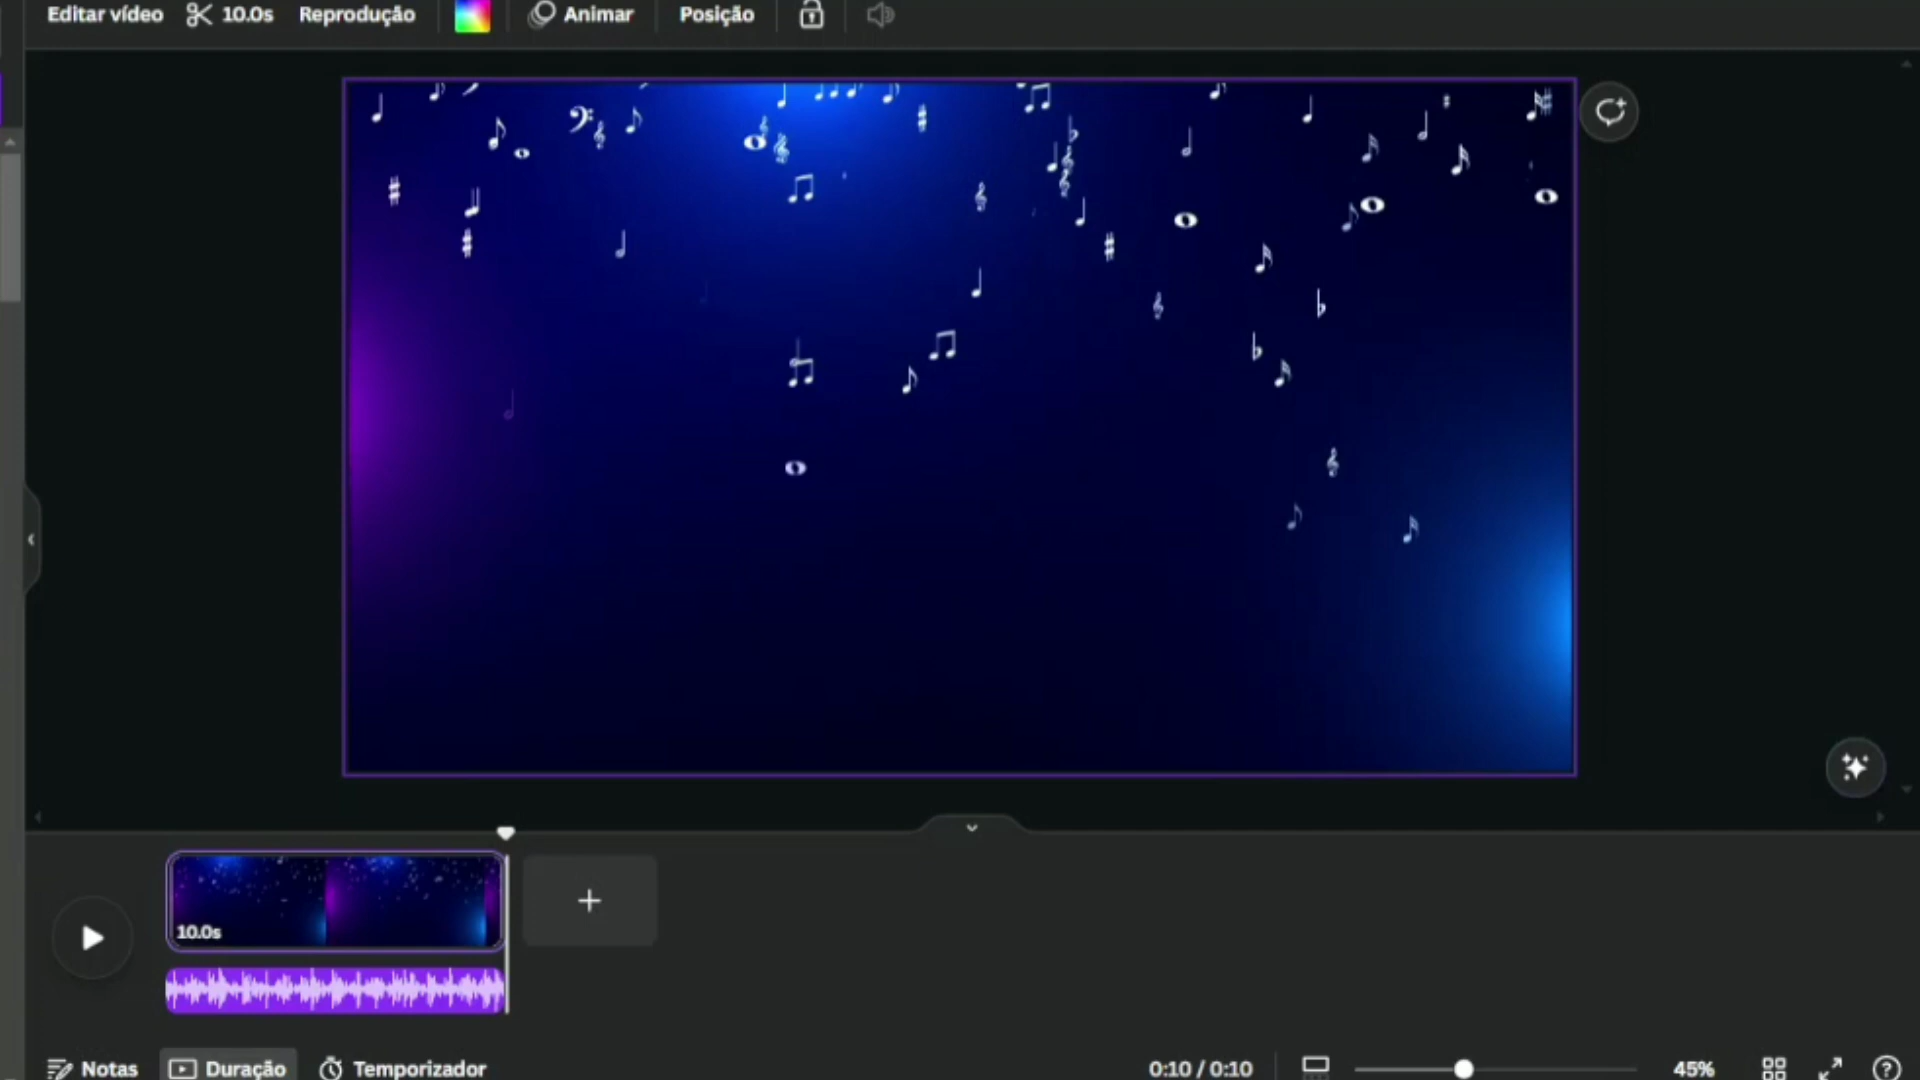 Editar vídeo 10.0s Reprodução Animar Posição
10.0s
Notas Duração Temporizador 0:10 / 0:10 45%